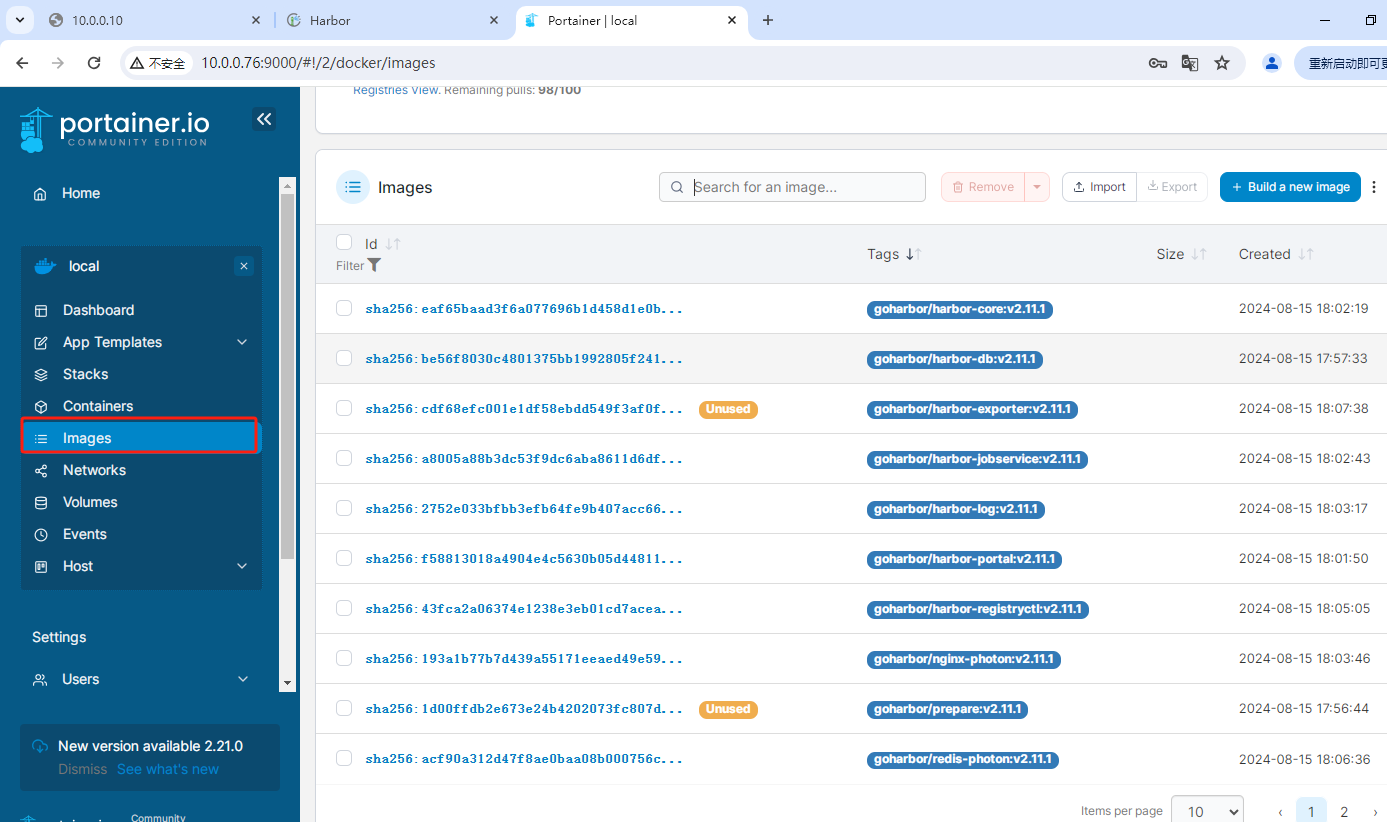 10.0.0.10
Harbor
Portainer | local
不安全
10.0.0.76:9000/#!/2/docker/images
重新启动即可
portainer.io
COMMUNITY EDITION
Home
local
Dashboard
App Templates
Stacks
Containers
Images
Networks
Volumes
Events
Host
Settings
Users
New version available 2.21.0
Dismiss See what's new
Community
Registries View. Remaining pulls: 98/100
Images
Search for an image...
Remove
Import
Export
+ Build a new image
Id
Filter
Tags
Size
Created
sha256:eaf65baad3f6a077696b1d458d1e0b... goharbor/harbor-core:v2.11.1 2024-08-15 18:02:19
sha256:be56f8030c4801375bb1992805f241... goharbor/harbor-db:v2.11.1 2024-08-15 17:57:33
sha256:cdf68efc001e1df58ebdd549f3af0f... Unused goharbor/harbor-exporter:v2.11.1 2024-08-15 18:07:38
sha256:a8005a88b3dc53f9dc6aba8611d6df... goharbor/harbor-jobservice:v2.11.1 2024-08-15 18:02:43
sha256:2752e033bfbb3efb64fe9b407acc66... goharbor/harbor-log:v2.11.1 2024-08-15 18:03:17
sha256:f58813018a4904e4c5630b05d44811... goharbor/harbor-portal:v2.11.1 2024-08-15 18:01:50
sha256:43fca2a06374e1238e3eb01cd7acea... goharbor/harbor-registryctl:v2.11.1 2024-08-15 18:05:05
sha256:193a1b77b7d439a55171eeaed49e59... goharbor/nginx-photon:v2.11.1 2024-08-15 18:03:46
sha256:1d00ffdb2e673e24b4202073fc807d... Unused goharbor/prepare:v2.11.1 2024-08-15 17:56:44
sha256:acf90a312d47f8ae0baa08b000756c... goharbor/redis-photon:v2.11.1 2024-08-15 18:06:36
Items per page 10 ‹ 1 2 ›